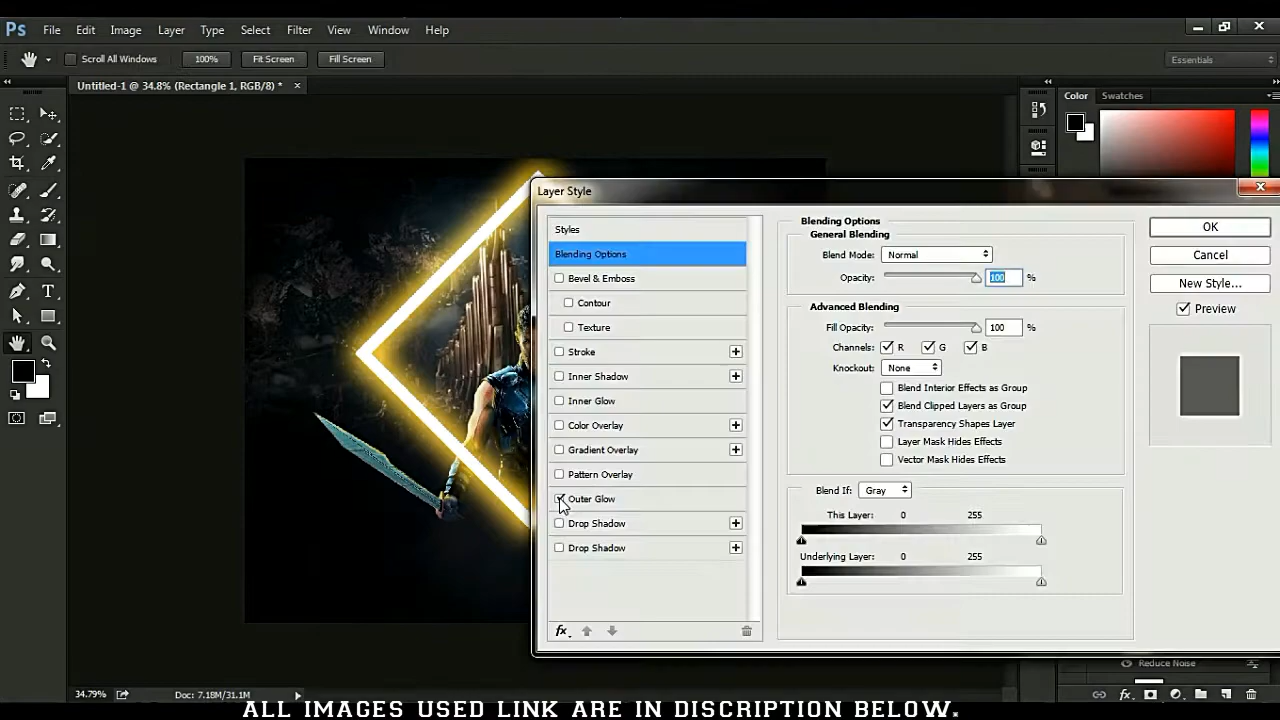 Ps File Edit Image Layer Type Select Filter View Window Help
Scroll All Windows 100% Fit Screen Fill Screen Essentials
Untitled-1 @ 34.8% (Rectangle 1, RGB/8) * ×
Color Swatches
Layer Style
Styles
Blending Options
Bevel & Emboss
Contour
Texture
Stroke
Inner Shadow
Inner Glow
Color Overlay
Gradient Overlay
Pattern Overlay
Outer Glow
Drop Shadow
Drop Shadow
fx
Blending Options
General Blending
Blend Mode: Normal
Opacity: 100 %
Advanced Blending
Fill Opacity: 100 %
Channels: R G B
Knockout: None
Blend Interior Effects as Group
Blend Clipped Layers as Group
Transparency Shapes Layer
Layer Mask Hides Effects
Vector Mask Hides Effects
Blend If: Gray
This Layer: 0 255
Underlying Layer: 0 255
OK
Cancel
New Style...
Preview
Reduce Noise
34.79% Doc: 7.18M/31.1M
fx
ALL IMAGES USED LINK ARE IN DISCRIPTION BELOW.